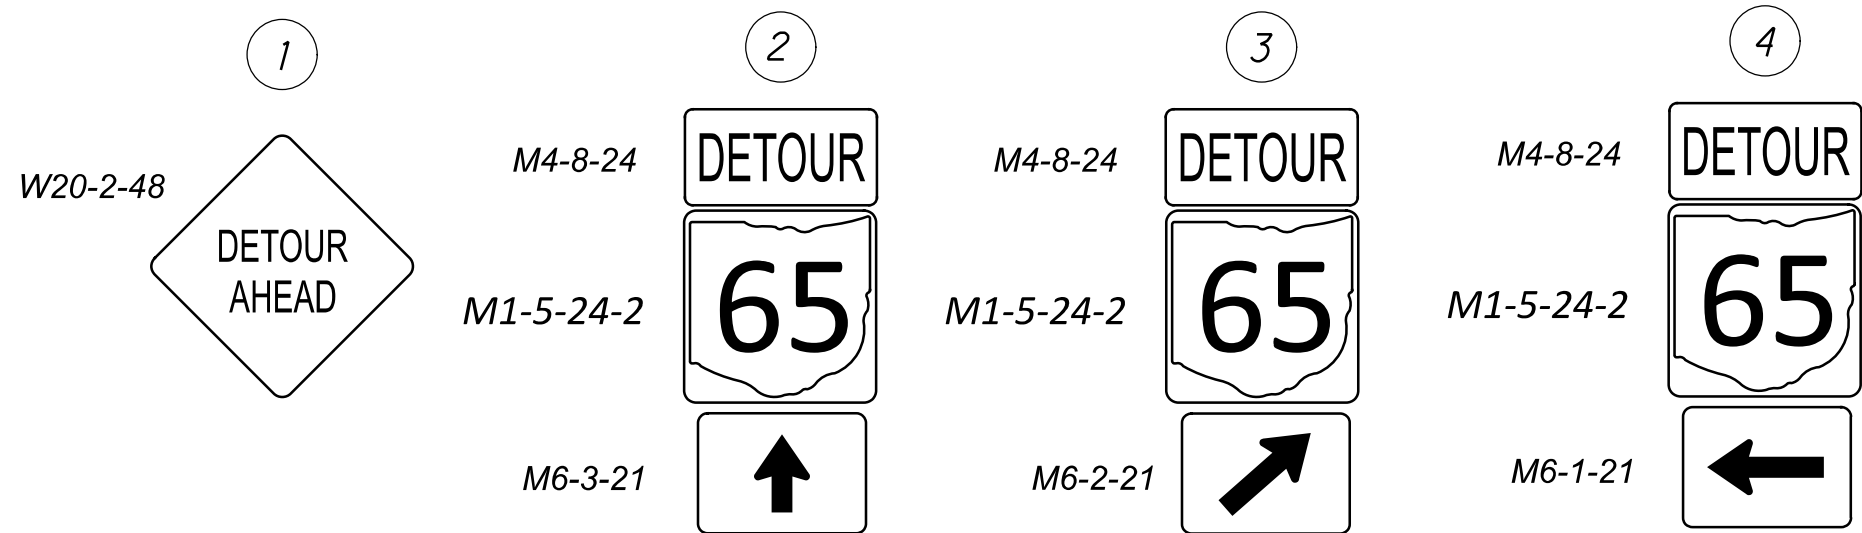 1
W20-2-48
DETOUR
AHEAD
2
M4-8-24
DETOUR
M1-5-24-2
65
M6-3-21
3
M4-8-24
DETOUR
M1-5-24-2
65
M6-2-21
4
M4-8-24
DETOUR
M1-5-24-2
65
M6-1-21